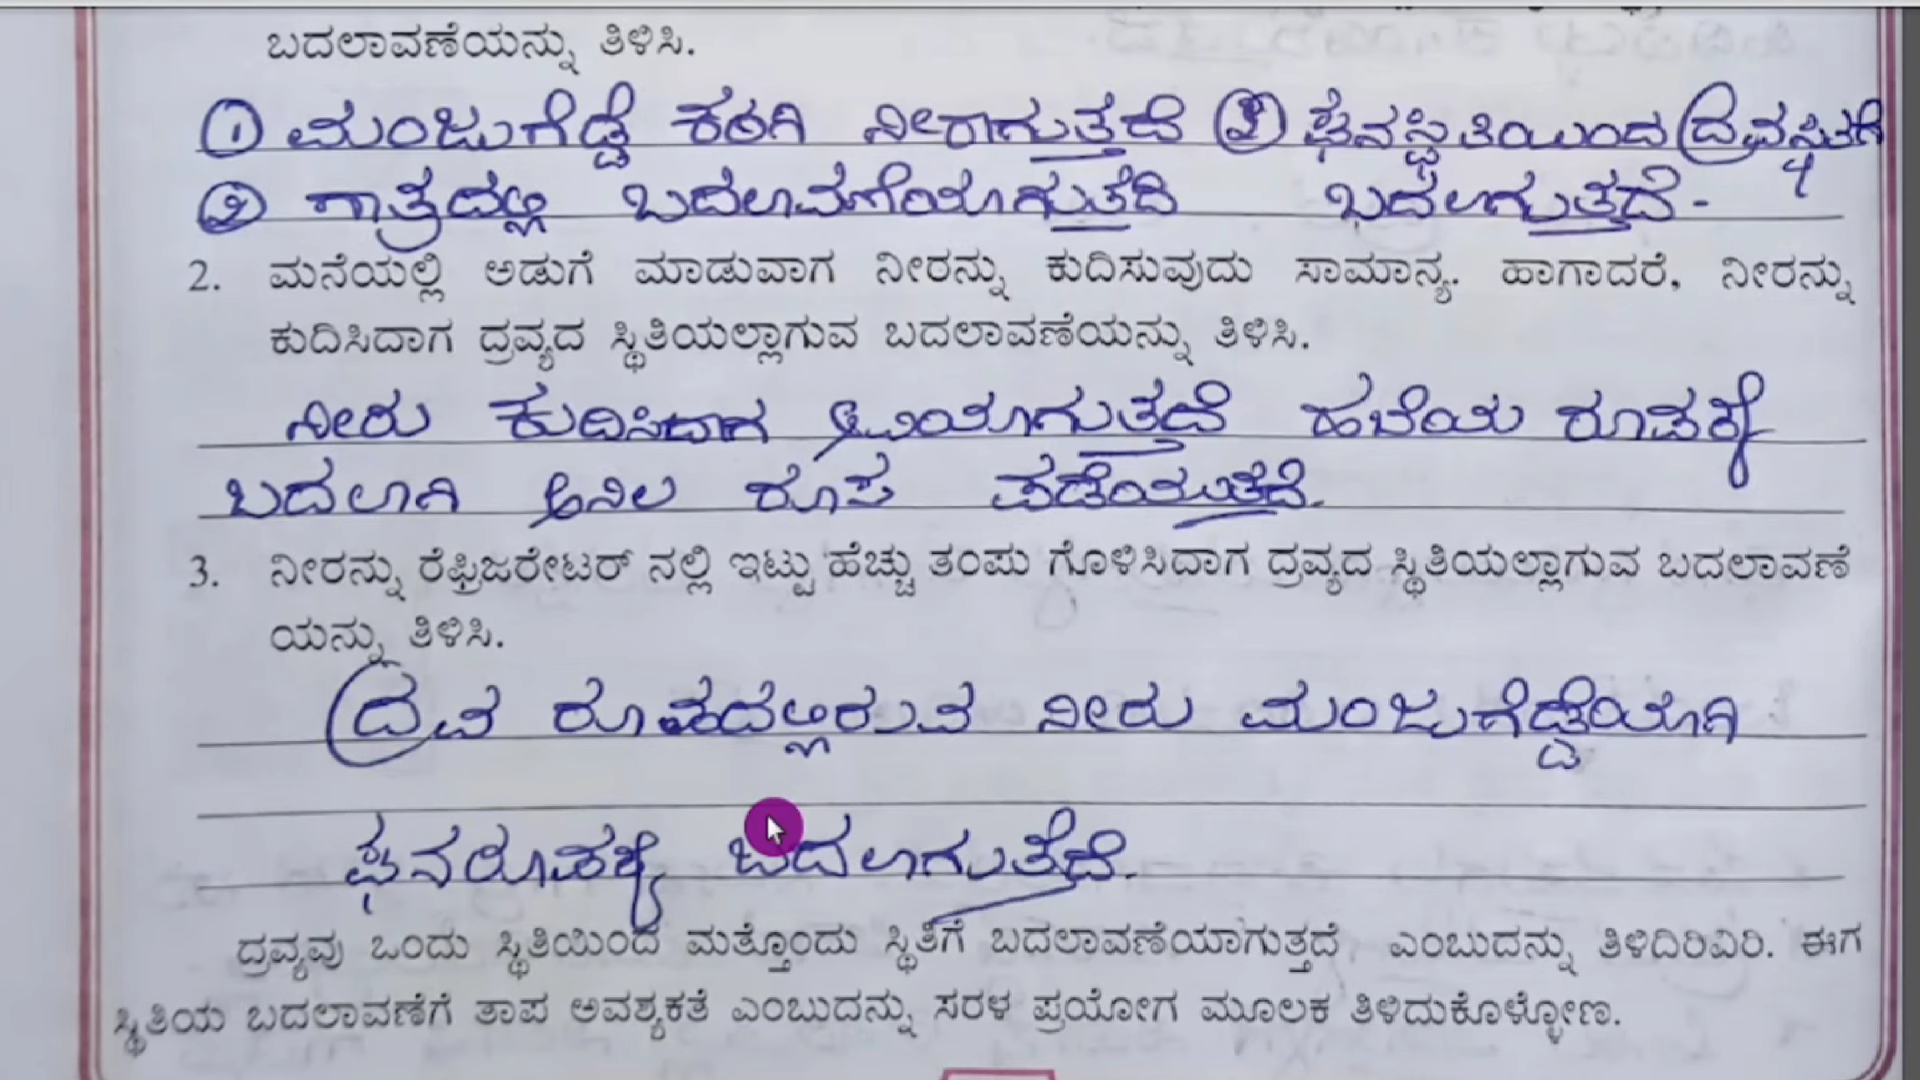 ಬದಲಾವಣೆಯನ್ನು ತಿಳಿಸಿ.
① ಮಂಜುಗೆಡ್ಡೆ ಕರಗಿ ನೀರಾಗುತ್ತದೆ ③ ಘನಸ್ಥಿತಿಯಿಂದ ದ್ರವಸ್ಥಿತಿಗೆ
② ಗಾತ್ರದಲ್ಲಿ ಬದಲಾವಣೆಯಾಗುತ್ತದೆ ಬದಲಾಗುತ್ತದೆ.
2. ಮನೆಯಲ್ಲಿ ಅಡುಗೆ ಮಾಡುವಾಗ ನೀರನ್ನು ಕುದಿಸುವುದು ಸಾಮಾನ್ಯ. ಹಾಗಾದರೆ, ನೀರನ್ನು
ಕುದಿಸಿದಾಗ ದ್ರವ್ಯದ ಸ್ಥಿತಿಯಲ್ಲಾಗುವ ಬದಲಾವಣೆಯನ್ನು ತಿಳಿಸಿ.
ನೀರು ಕುದಿಸಿದಾಗ ಆವಿಯಾಗುತ್ತದೆ ಹಬೆಯ ರೂಪಕ್ಕೆ
ಬದಲಾಗಿ ಅನಿಲ ರೂಪ ಪಡೆಯುತ್ತದೆ.
3. ನೀರನ್ನು ರೆಫ್ರಿಜರೇಟರ್ ನಲ್ಲಿ ಇಟ್ಟು ಹೆಚ್ಚು ತಂಪು ಗೊಳಿಸಿದಾಗ ದ್ರವ್ಯದ ಸ್ಥಿತಿಯಲ್ಲಾಗುವ ಬದಲಾವಣೆ
ಯನ್ನು ತಿಳಿಸಿ.
ದ್ರವ ರೂಪದಲ್ಲಿರುವ ನೀರು ಮಂಜುಗೆಡ್ಡೆಯಾಗಿ
ಘನರೂಪಕ್ಕೆ ಬದಲಾಗುತ್ತದೆ.
ದ್ರವ್ಯವು ಒಂದು ಸ್ಥಿತಿಯಿಂದ ಮತ್ತೊಂದು ಸ್ಥಿತಿಗೆ ಬದಲಾವಣೆಯಾಗುತ್ತದೆ ಎಂಬುದನ್ನು ತಿಳಿದಿರಿವಿರಿ. ಈಗ
ಸ್ಥಿತಿಯ ಬದಲಾವಣೆಗೆ ತಾಪ ಅವಶ್ಯಕತೆ ಎಂಬುದನ್ನು ಸರಳ ಪ್ರಯೋಗ ಮೂಲಕ ತಿಳಿದುಕೊಳ್ಳೋಣ.